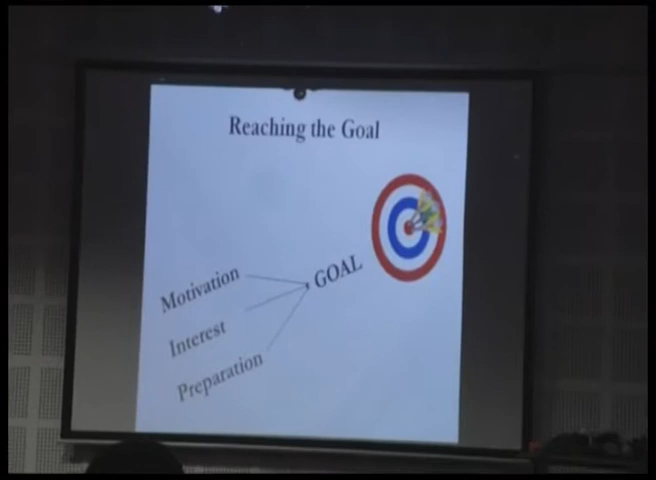 Reaching the Goal
Motivation
GOAL
Interest
Preparation